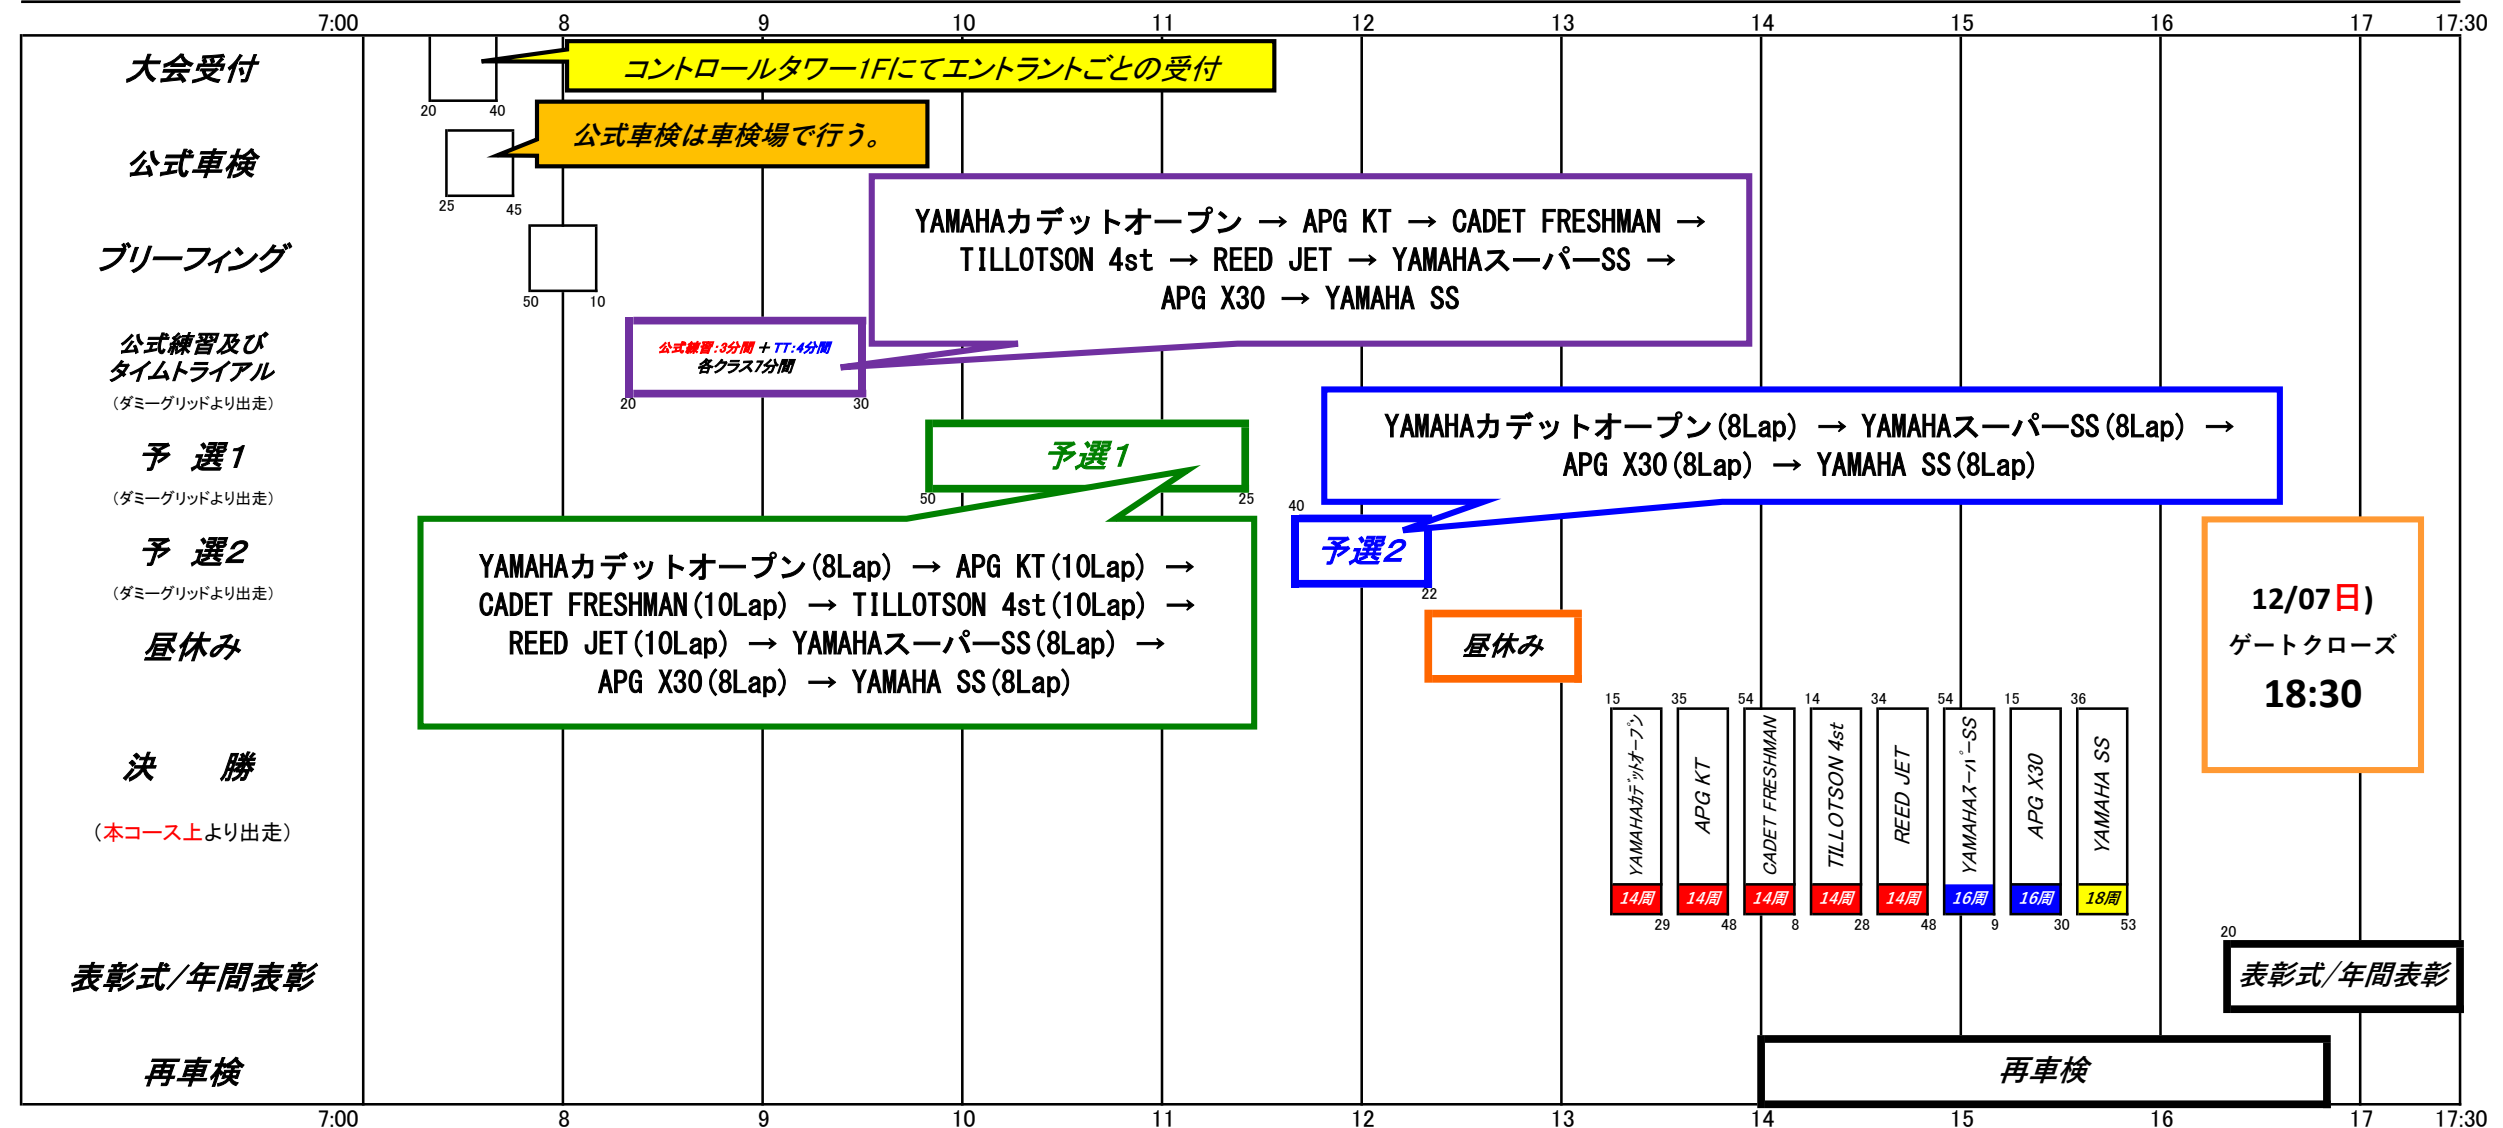 7:00 8 9 10 11 12 13 14 15 16 17 17:30
大会受付
コントロールタワー1Fにてエントラントごとの受付
20 40
公式車検
公式車検は車検場で行う。
25 45
ブリーフィング
50 10
YAMAHAカデットオープン → APG KT → CADET FRESHMAN →
TILLOTSON 4st → REED JET → YAMAHAスーパーSS →
APG X30 → YAMAHA SS
公式練習及び
タイムトライアル
(ダミーグリッドより出走)
公式練習:3分間 + TT:4分間
各クラス7分間
20 30
予 選1
(ダミーグリッドより出走)
予選1
50 25
YAMAHAカデットオープン(8Lap) → YAMAHAスーパーSS(8Lap) →
APG X30(8Lap) → YAMAHA SS(8Lap)
予 選2
(ダミーグリッドより出走)
40
予選2
22
YAMAHAカデットオープン(8Lap) → APG KT(10Lap) →
CADET FRESHMAN(10Lap) → TILLOTSON 4st(10Lap) →
REED JET(10Lap) → YAMAHAスーパーSS(8Lap) →
APG X30(8Lap) → YAMAHA SS(8Lap)
12/07日)
ゲートクローズ
18:30
昼休み
昼休み
決 勝
(本コース上より出走)
15 35 54 14 34 54 15 36
YAMAHAカデットオープン
APG KT
CADET FRESHMAN
TILLOTSON 4st
REED JET
YAMAHAスーパーSS
APG X30
YAMAHA SS
14周 14周 14周 14周 14周 16周 16周 18周
29 48 8 28 48 9 30 53
表彰式/年間表彰
20
表彰式/年間表彰
再車検
再車検
7:00 8 9 10 11 12 13 14 15 16 17 17:30